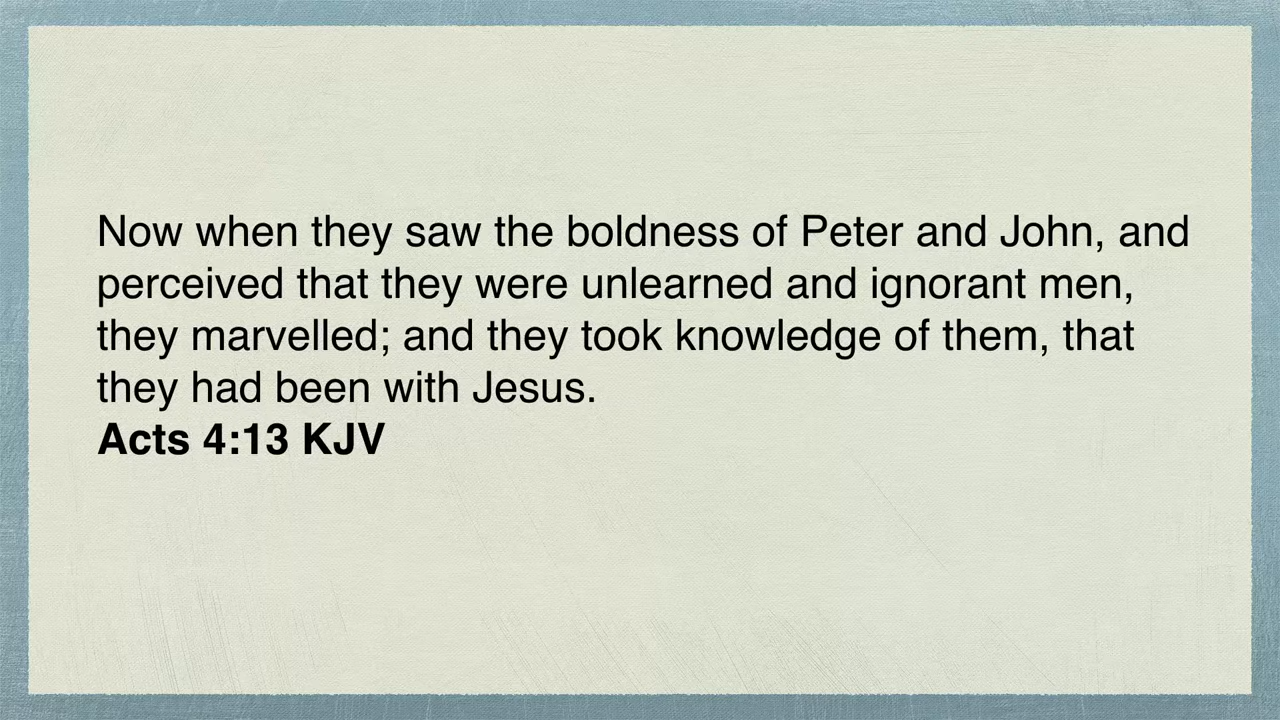 Now when they saw the boldness of Peter and John, and
perceived that they were unlearned and ignorant men,
they marvelled; and they took knowledge of them, that
they had been with Jesus.
Acts 4:13 KJV